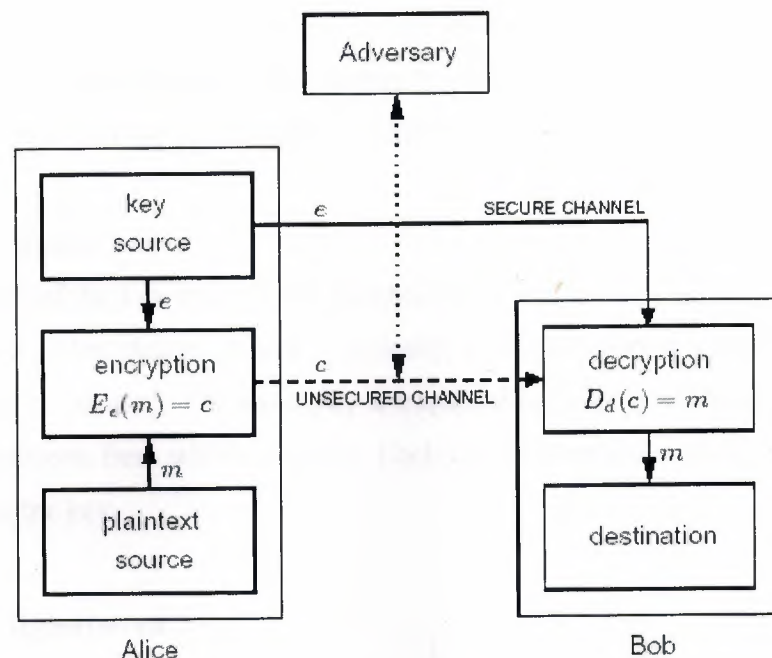 Adversary
key
source
e
SECURE CHANNEL
e
encryption
E_e(m) = c
c
UNSECURED CHANNEL
decryption
D_d(c) = m
m
m
plaintext
source
destination
Alice
Bob